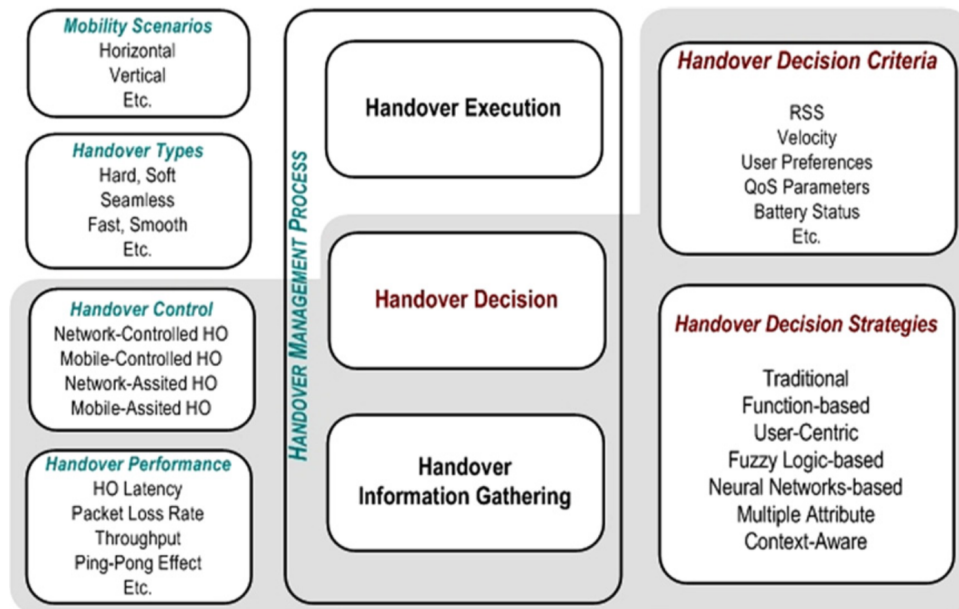 Mobility Scenarios
Horizontal
Vertical
Etc.
Handover Types
Hard, Soft
Seamless
Fast, Smooth
Etc.
Handover Control
Network-Controlled HO
Mobile-Controlled HO
Network-Assited HO
Mobile-Assited HO
Handover Performance
HO Latency
Packet Loss Rate
Throughput
Ping-Pong Effect
Etc.
HANDOVER MANAGEMENT PROCESS
Handover Execution
Handover Decision
Handover
Information Gathering
Handover Decision Criteria
RSS
Velocity
User Preferences
QoS Parameters
Battery Status
Etc.
Handover Decision Strategies
Traditional
Function-based
User-Centric
Fuzzy Logic-based
Neural Networks-based
Multiple Attribute
Context-Aware